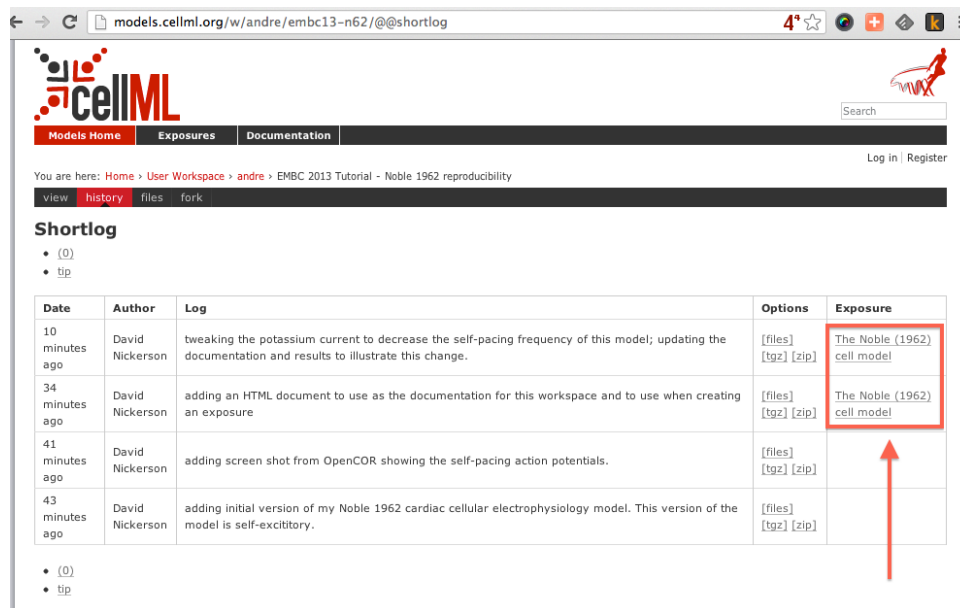 models.cellml.org/w/andre/embc13-n62/@@shortlog
cellML
Search
Models Home Exposures Documentation
Log in | Register
You are here: Home › User Workspace › andre › EMBC 2013 Tutorial - Noble 1962 reproducibility
view history files fork
Shortlog
(0)
tip
Date Author Log Options Exposure
10 minutes ago
David Nickerson
tweaking the potassium current to decrease the self-pacing frequency of this model; updating the
documentation and results to illustrate this change.
[files]
[tgz] [zip]
The Noble (1962)
cell model
34 minutes ago
David Nickerson
adding an HTML document to use as the documentation for this workspace and to use when creating
an exposure
[files]
[tgz] [zip]
The Noble (1962)
cell model
41 minutes ago
David Nickerson
adding screen shot from OpenCOR showing the self-pacing action potentials.
[files]
[tgz] [zip]
43 minutes ago
David Nickerson
adding initial version of my Noble 1962 cardiac cellular electrophysiology model. This version of the
model is self-excititory.
[files]
[tgz] [zip]
(0)
tip